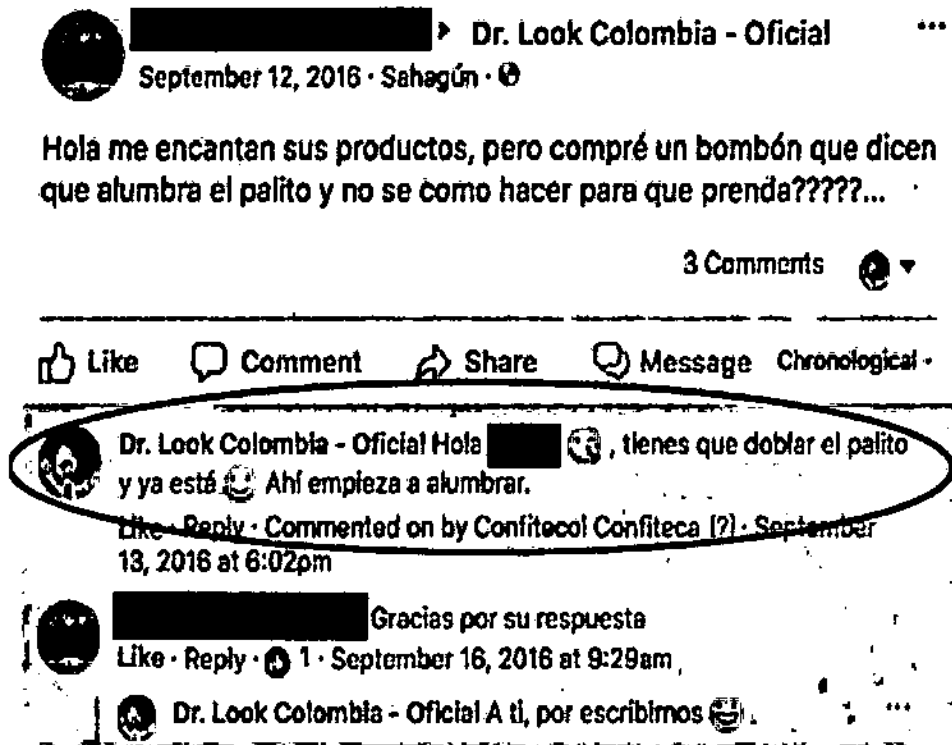 Dr. Look Colombia - Oficial
September 12, 2016 · Sahagún ·
Hola me encantan sus productos, pero compré un bombón que dicen
que alumbra el palito y no se como hacer para que prenda?????...
3 Comments
Like Comment Share Message Chronological
Dr. Look Colombia - Oficial Hola , tienes que doblar el palito
y ya está Ahí empieza a alumbrar.
Like · Reply · Commented on by Confitecol Confiteca [?] · September
13, 2016 at 6:02pm
Gracias por su respuesta
Like · Reply · 1 · September 16, 2016 at 9:29am
Dr. Look Colombia - Oficial A ti, por escribirnos